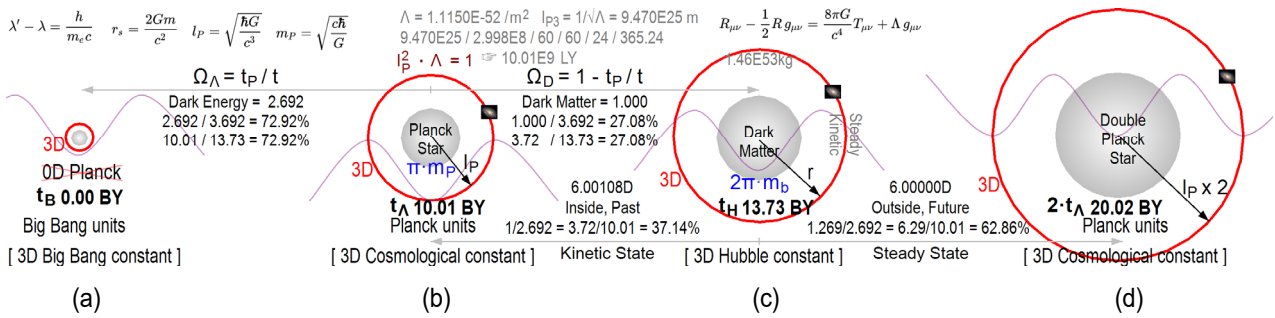 λ′ − λ = h / m_e c   r_s = 2Gm / c²   l_P = √(ħG / c³)   m_P = √(cħ / G)
Λ = 1.1150E-52 /m²   l_P3 = 1/√Λ = 9.470E25 m
9.470E25 / 2.998E8 / 60 / 60 / 24 / 365.24
l_P² · Λ = 1 ☞ 10.01E9 LY
R_μν − 1/2 R g_μν = 8πG / c⁴ T_μν + Λ g_μν
1.46E53kg
Ω_Λ = t_P / t
Dark Energy = 2.692
2.692 / 3.692 = 72.92%
10.01 / 13.73 = 72.92%
Ω_D = 1 - t_P / t
Dark Matter = 1.000
1.000 / 3.692 = 27.08%
3.72 / 13.73 = 27.08%
3D
0D Planck
t_B 0.00 BY
Big Bang units
[ 3D Big Bang constant ]
Planck
Star
l_P
π·m_P
3D
t_Λ 10.01 BY
Planck units
[ 3D Cosmological constant ]
6.00108D
Inside, Past
1/2.692 = 3.72/10.01 = 37.14%
Kinetic State
Dark
Matter
r
2π·m_b
3D
Steady
Kinetic
t_H 13.73 BY
[ 3D Hubble constant ]
6.00000D
Outside, Future
1.269/2.692 = 6.29/10.01 = 62.86%
Steady State
Double
Planck
Star
l_P x 2
3D
2·t_Λ 20.02 BY
Planck units
[ 3D Cosmological constant ]
(a)
(b)
(c)
(d)